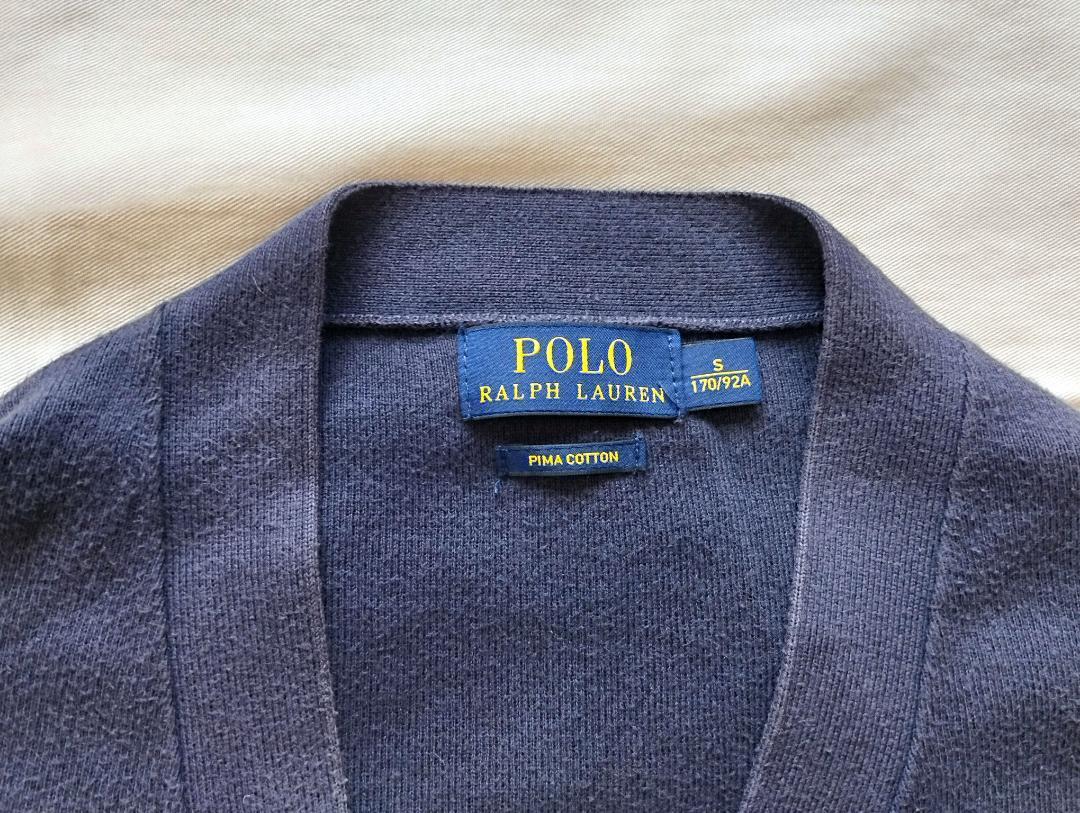 POLO
RALPH LAUREN
S
170/92A
PIMA COTTON